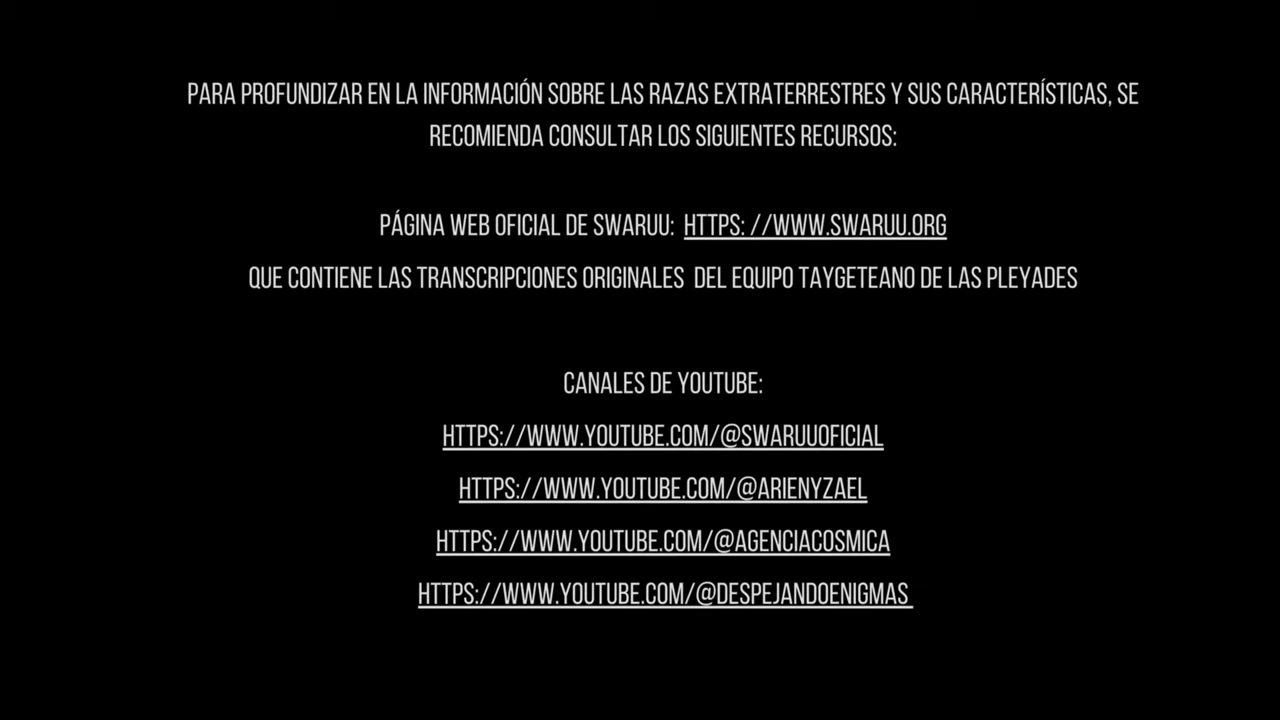 PARA PROFUNDIZAR EN LA INFORMACIÓN SOBRE LAS RAZAS EXTRATERRESTRES Y SUS CARACTERÍSTICAS, SE
RECOMIENDA CONSULTAR LOS SIGUIENTES RECURSOS:
PÁGINA WEB OFICIAL DE SWARUU: HTTPS: //WWW.SWARUU.ORG
QUE CONTIENE LAS TRANSCRIPCIONES ORIGINALES DEL EQUIPO TAYGETEANO DE LAS PLEYADES
CANALES DE YOUTUBE:
HTTPS://WWW.YOUTUBE.COM/@SWARUUOFICIAL
HTTPS://WWW.YOUTUBE.COM/@ARIENYZAEL
HTTPS://WWW.YOUTUBE.COM/@AGENCIACOSMICA
HTTPS://WWW.YOUTUBE.COM/@DESPEJANDOENIGMAS